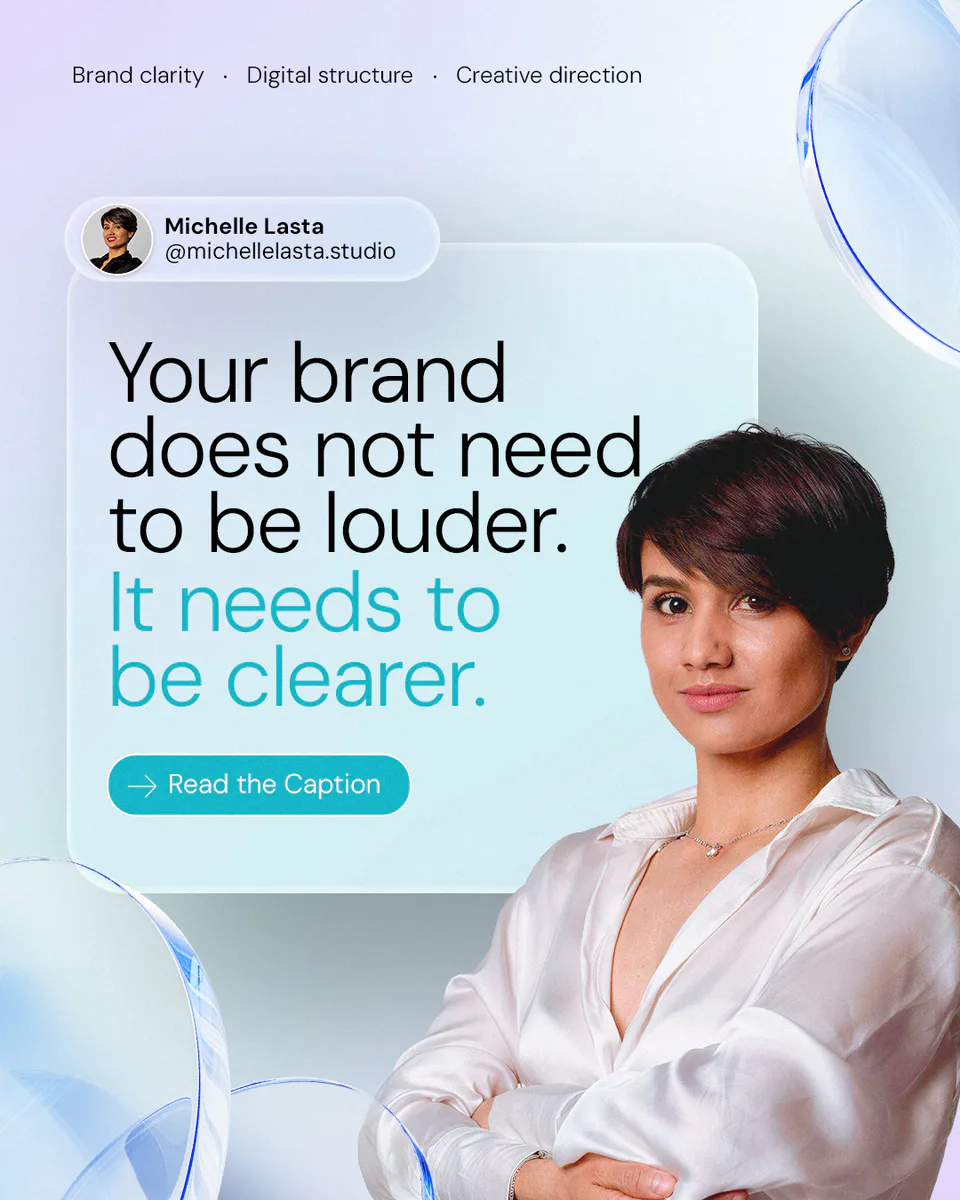 Brand clarity · Digital structure · Creative direction
Michelle Lasta
@michellelasta.studio
Your brand
does not need
to be louder.
It needs to
be clearer.
→ Read the Caption